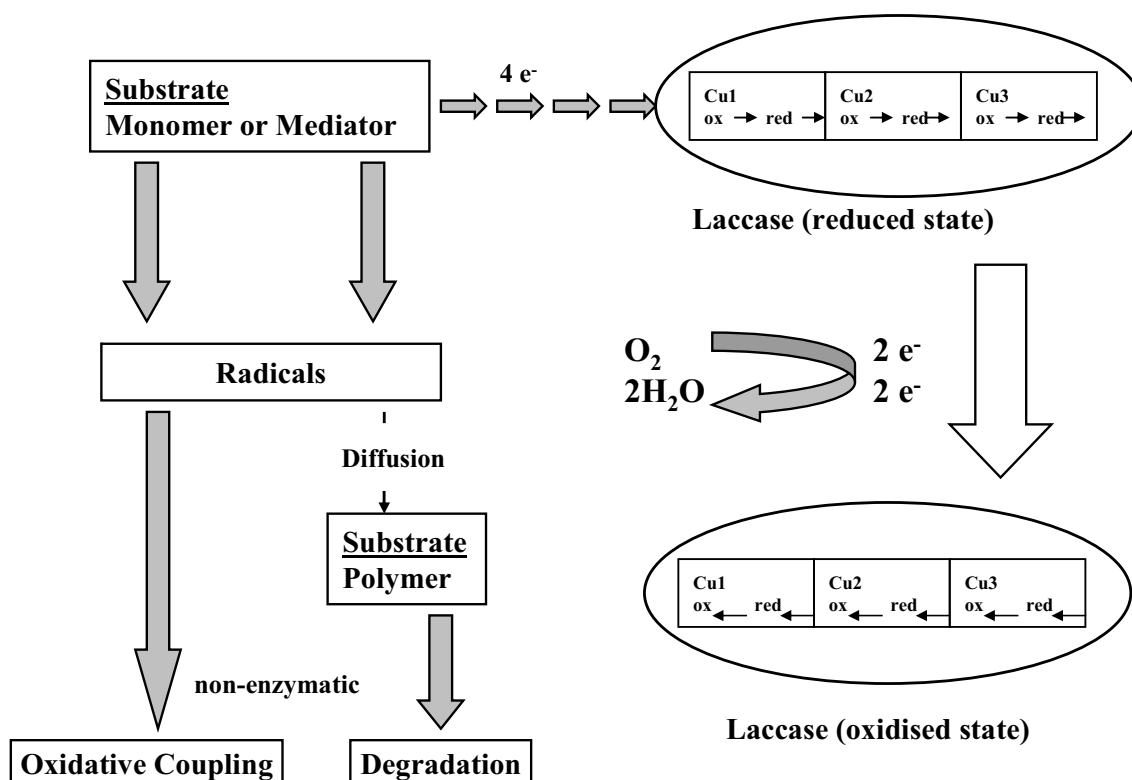 Substrate
Monomer or Mediator
4 e⁻
Cu1 Cu2 Cu3
ox red ox red ox red
Laccase (reduced state)
Radicals
O₂ 2 e⁻
2H₂O 2 e⁻
Diffusion
Substrate
Polymer
Cu1 Cu2 Cu3
ox red ox red ox red
non-enzymatic
Laccase (oxidised state)
Oxidative Coupling
Degradation